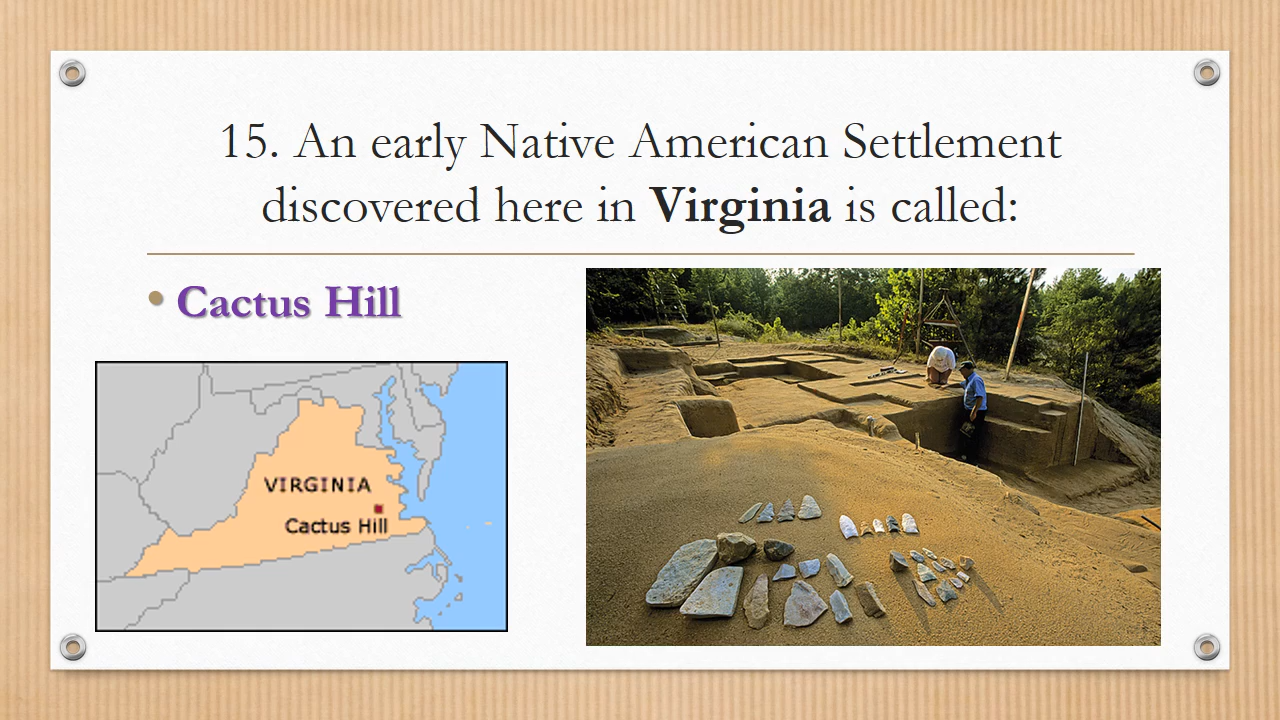 15. An early Native American Settlement
discovered here in Virginia is called:
• Cactus Hill
VIRGINIA
Cactus Hill